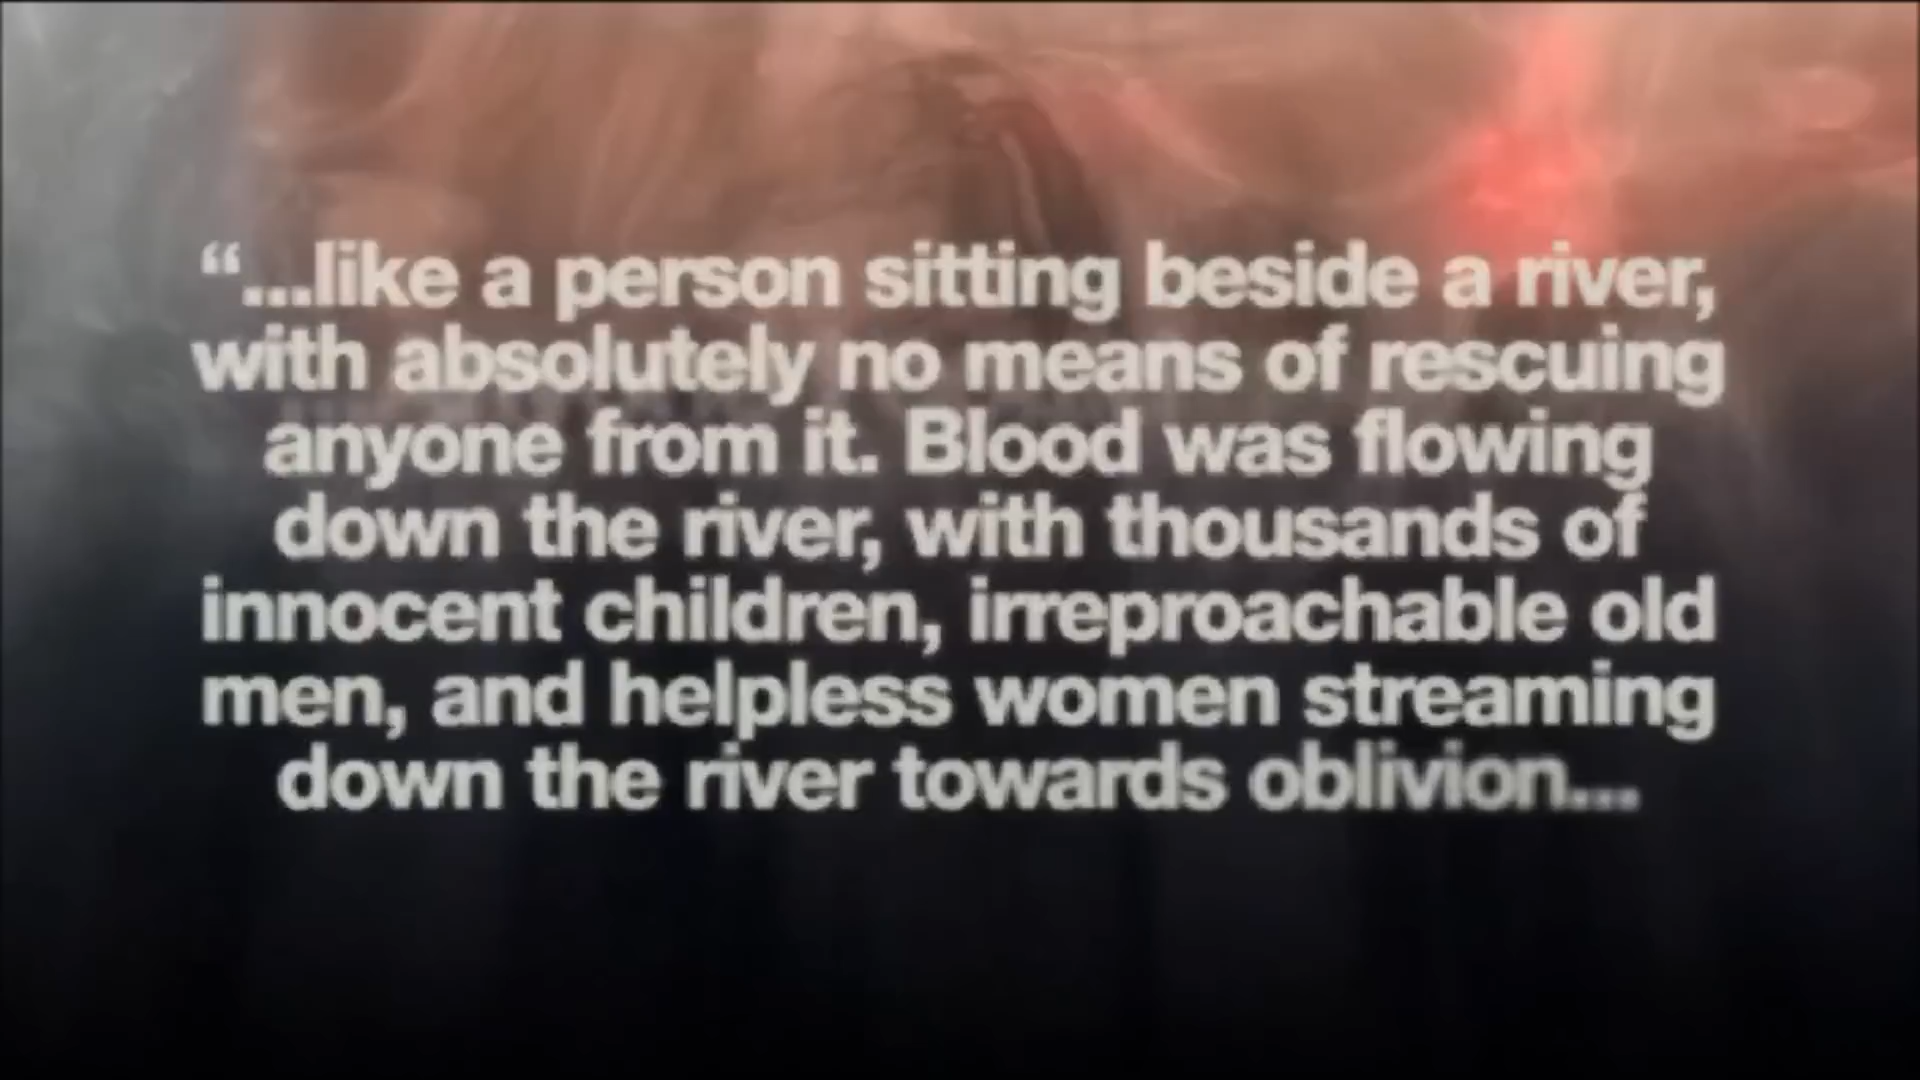 “...like a person sitting beside a river,
with absolutely no means of rescuing
anyone from it. Blood was flowing
down the river, with thousands of
innocent children, irreproachable old
men, and helpless women streaming
down the river towards oblivion...